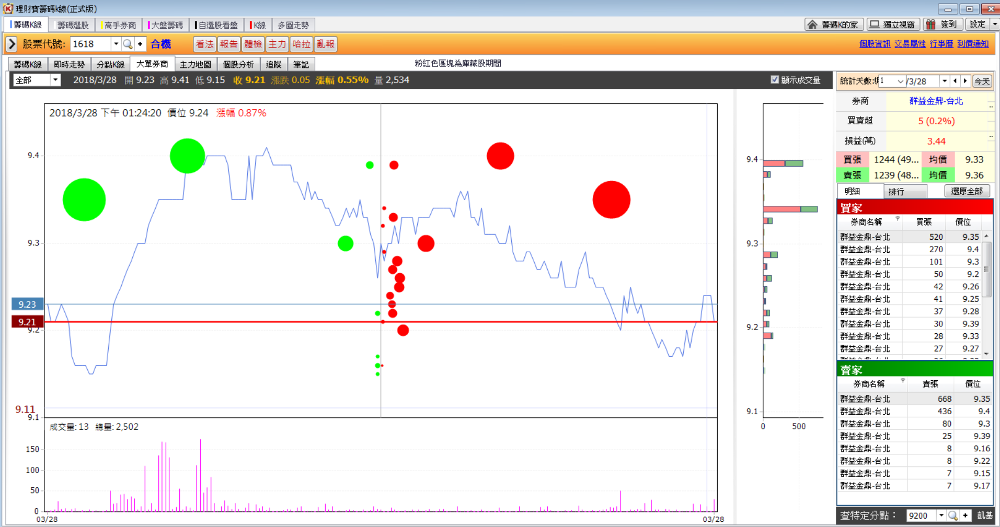 理財寶籌碼k線(正式版)
籌碼K線 籌碼選股 高手券商 大盤籌碼 自選股看盤 K線 多圖走勢 籌碼K的家 獨立視窗 簽到 設定
股票代號: 1618 合機 看法 報告 體檢 主力 哈拉 亂報 個股資訊 交易屬性 行事曆 到價通知
籌碼K線 即時走勢 分點K線 大單券商 主力地圖 個股分析 追蹤 筆記 粉紅色區塊為庫藏股期間
全部 2018/3/28 開 9.23 高 9.41 低 9.15 收 9.21 漲跌 0.05 漲幅 0.55% 量 2,534 顯示成交量
統計天數: 1 /3/28 今天
2018/3/28 下午 01:24:20 價位 9.24 漲幅 0.87%
9.4
9.3
9.23
9.21
9.2
9.11
9.1
成交量: 13 總量: 2,502
150
100
50
0
03/28 03/28
9.4
9.3
9.2
9.1
0 500
券商 群益金鼎-台北
買賣超 5 (0.2%)
損益(萬) 3.44
買張 1244 (49... 均價 9.33
賣張 1239 (48... 均價 9.36
明細 排行 還原全部
買家
券商名稱 買張 價位
群益金鼎-台北 520 9.35
群益金鼎-台北 270 9.4
群益金鼎-台北 101 9.3
群益金鼎-台北 50 9.2
群益金鼎-台北 42 9.26
群益金鼎-台北 41 9.25
群益金鼎-台北 37 9.28
群益金鼎-台北 30 9.39
群益金鼎-台北 28 9.33
群益金鼎-台北 27 9.27
賣家
券商名稱 賣張 價位
群益金鼎-台北 668 9.35
群益金鼎-台北 436 9.4
群益金鼎-台北 80 9.3
群益金鼎-台北 25 9.39
群益金鼎-台北 8 9.16
群益金鼎-台北 8 9.22
群益金鼎-台北 7 9.15
群益金鼎-台北 7 9.17
查特定分點： 9200 凱基